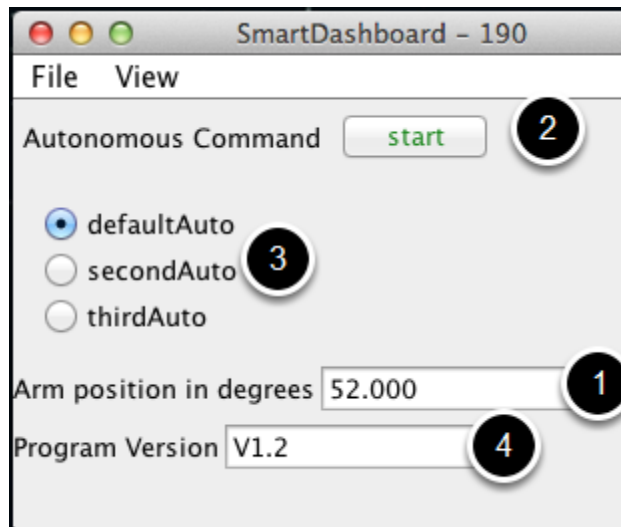 SmartDashboard – 190
File View
Autonomous Command start 2
defaultAuto
secondAuto 3
thirdAuto
Arm position in degrees 52.000 1
Program Version V1.2 4